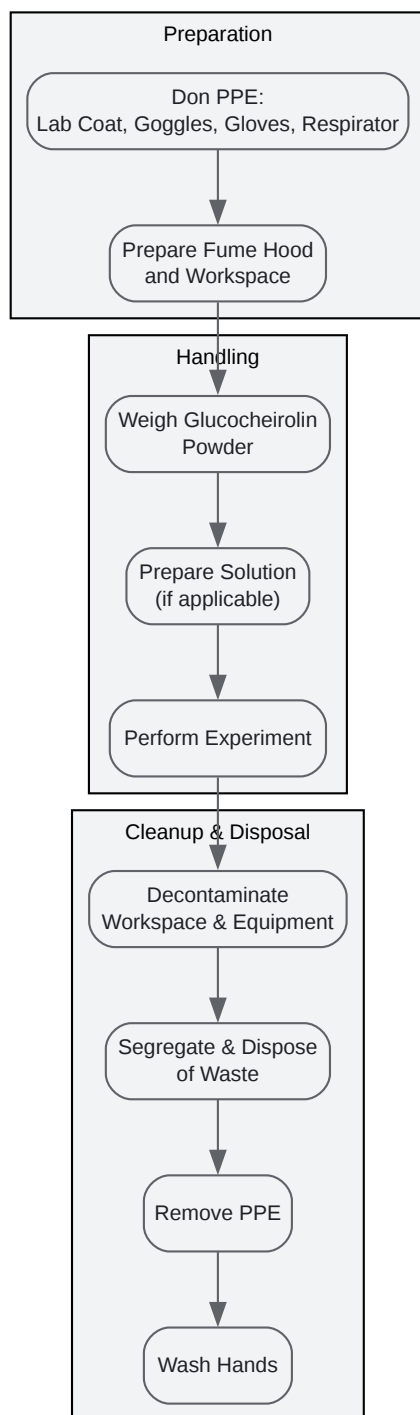 Preparation
Don PPE:
Lab Coat, Goggles, Gloves, Respirator
Prepare Fume Hood
and Workspace
Handling
Weigh Glucocheirolin
Powder
Prepare Solution
(if applicable)
Perform Experiment
Cleanup & Disposal
Decontaminate
Workspace & Equipment
Segregate & Dispose
of Waste
Remove PPE
Wash Hands